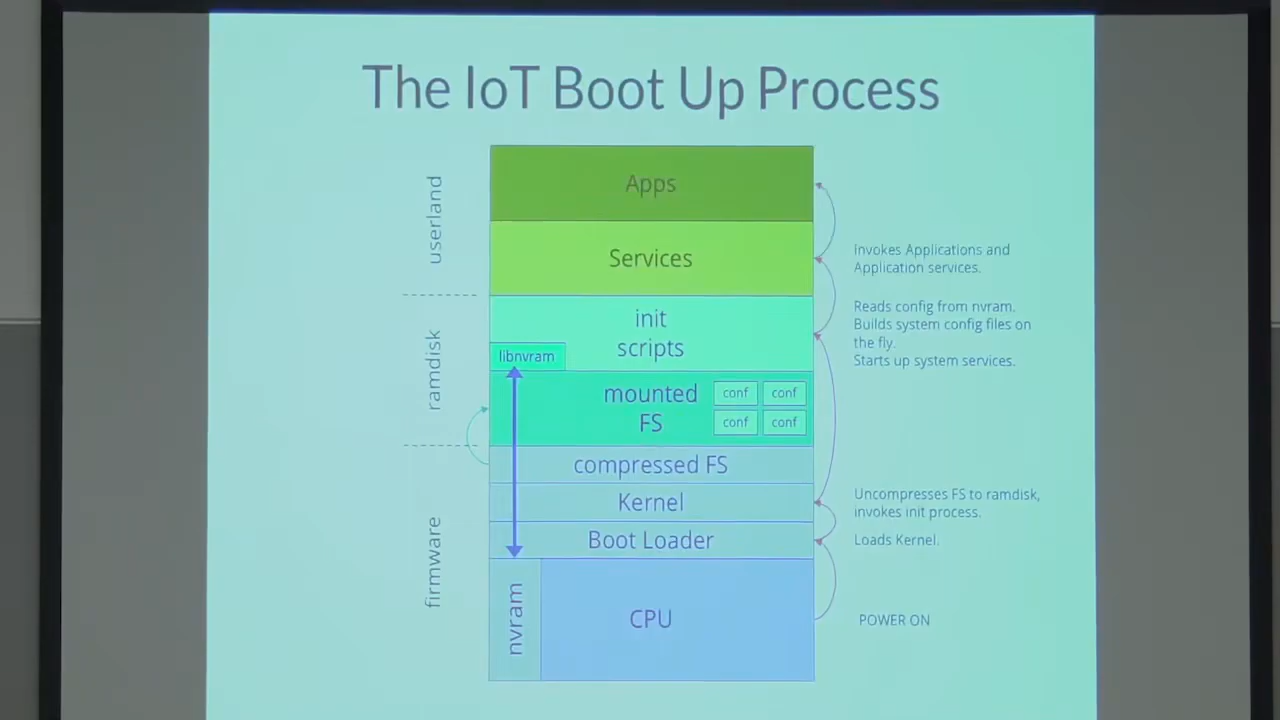 The IoT Boot Up Process
userland
Apps
Services
Invokes Applications and
Application services.
ramdisk
init
scripts
libnvram
Reads config from nvram.
Builds system config files on
the fly.
Starts up system services.
mounted
FS
conf conf
conf conf
firmware
compressed FS
Kernel
Uncompresses FS to ramdisk,
invokes init process.
Boot Loader
Loads Kernel.
nvram
CPU
POWER ON